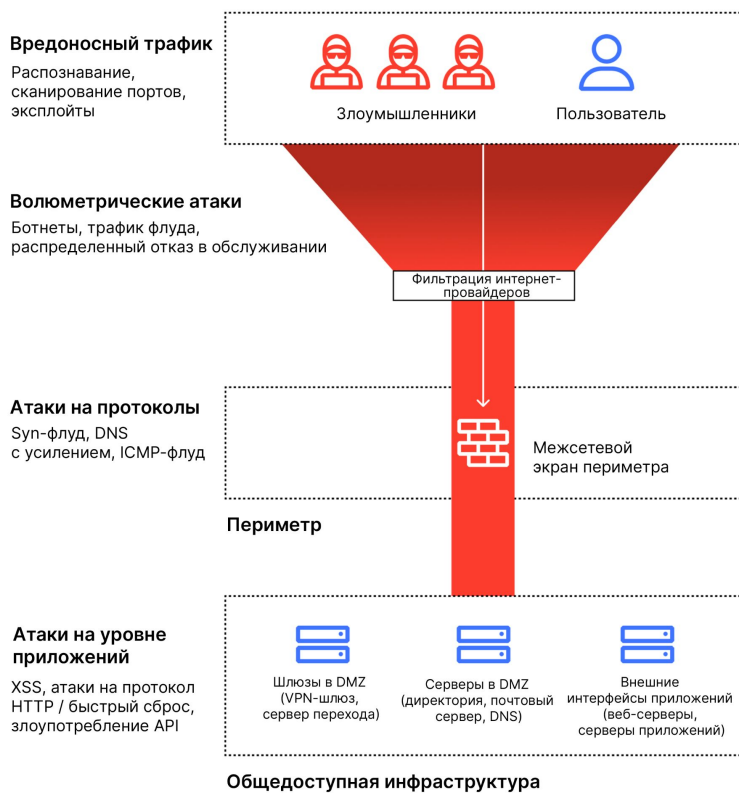 Вредоносный трафик
Распознавание,
сканирование портов,
эксплойты
Злоумышленники
Пользователь
Волюметрические атаки
Ботнеты, трафик флуда,
распределенный отказ в обслуживании
Фильтрация интернет-
провайдеров
Атаки на протоколы
Syn-флуд, DNS
с усилением, ICMP-флуд
Межсетевой
экран периметра
Периметр
Атаки на уровне
приложений
XSS, атаки на протокол
HTTP / быстрый сброс,
злоупотребление API
Шлюзы в DMZ
(VPN-шлюз,
сервер перехода)
Серверы в DMZ
(директория, почтовый
сервер, DNS)
Внешние
интерфейсы приложений
(веб-серверы,
серверы приложений)
Общедоступная инфраструктура